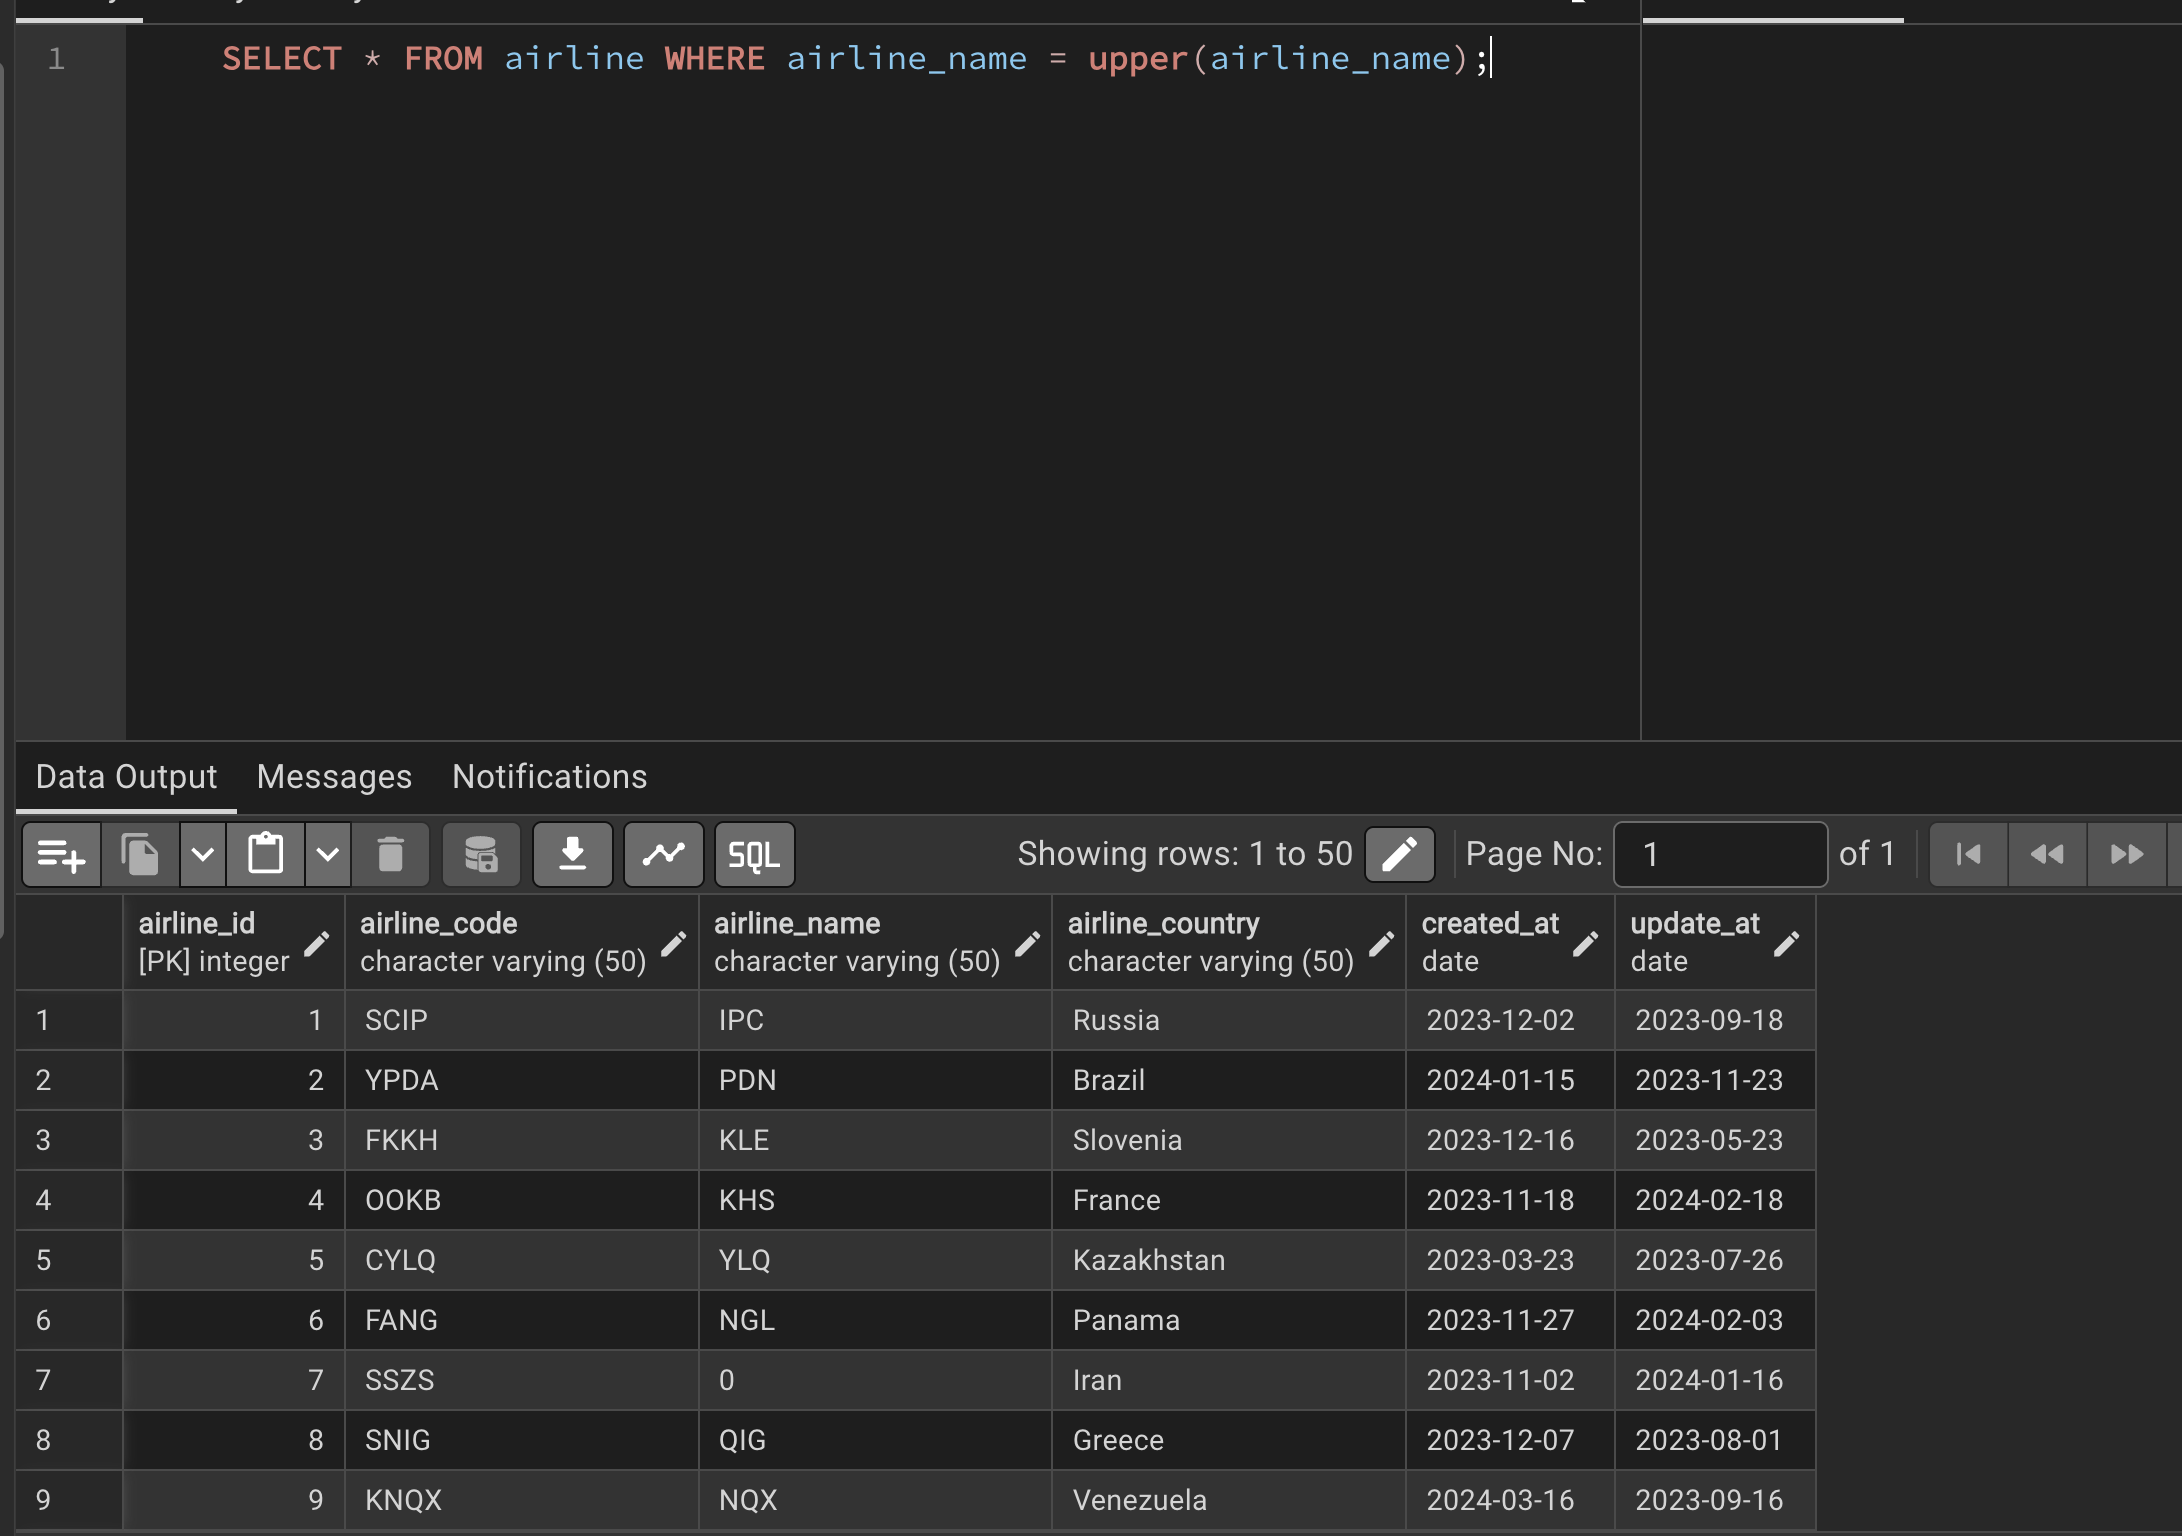 1 SELECT * FROM airline WHERE airline_name = upper(airline_name);
Data Output Messages Notifications
SQL Showing rows: 1 to 50 Page No: 1 of 1
airline_id airline_code airline_name airline_country created_at update_at
[PK] integer character varying (50) character varying (50) character varying (50) date date
1 1 SCIP IPC Russia 2023-12-02 2023-09-18
2 2 YPDA PDN Brazil 2024-01-15 2023-11-23
3 3 FKKH KLE Slovenia 2023-12-16 2023-05-23
4 4 OOKB KHS France 2023-11-18 2024-02-18
5 5 CYLQ YLQ Kazakhstan 2023-03-23 2023-07-26
6 6 FANG NGL Panama 2023-11-27 2024-02-03
7 7 SSZS 0 Iran 2023-11-02 2024-01-16
8 8 SNIG QIG Greece 2023-12-07 2023-08-01
9 9 KNQX NQX Venezuela 2024-03-16 2023-09-16